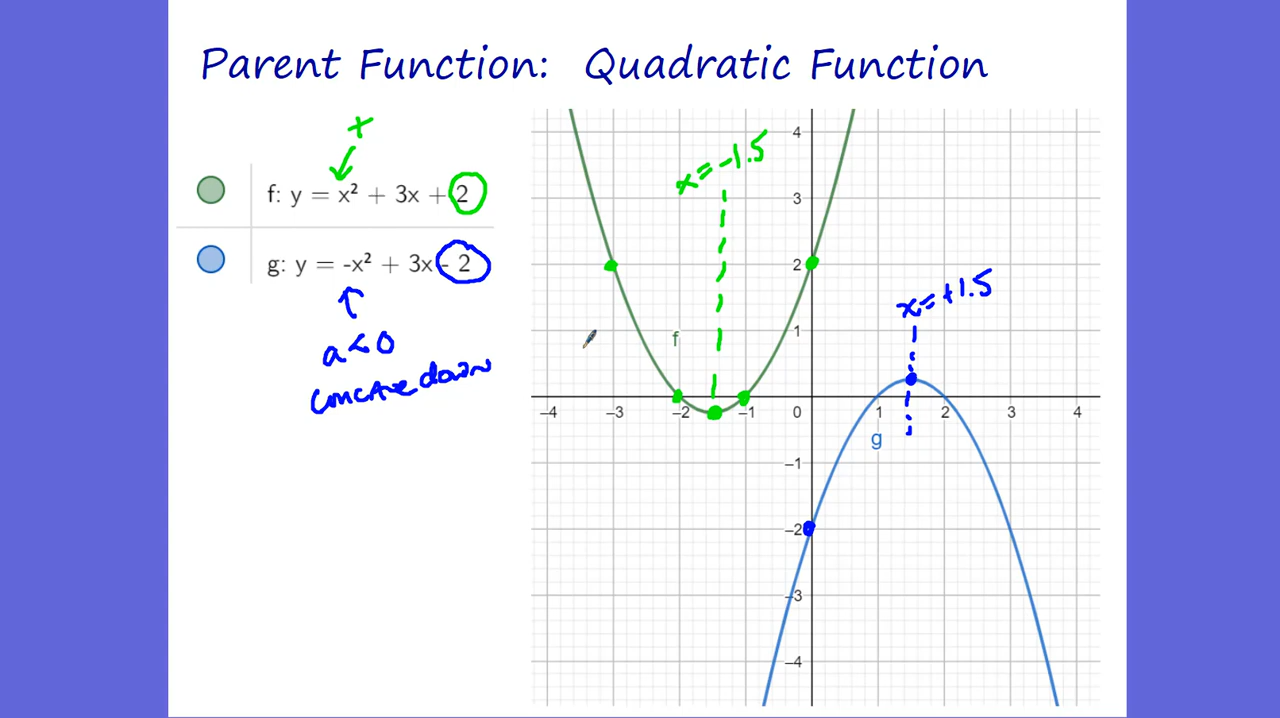 Parent Function: Quadratic Function
+
f: y = x² + 3x + 2
g: y = -x² + 3x - 2
a < 0
concave down
x = -1.5
x = +1.5
f
g
4
3
2
1
−4 −3 −2 −1 0 1 2 3 4
−1
−2
−3
−4